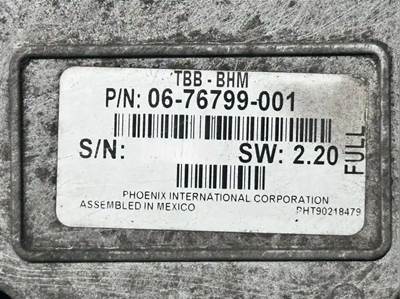 TBB - BHM
P/N: 06-76799-001
S/N: SW: 2.20
FULL
PHOENIX INTERNATIONAL CORPORATION
ASSEMBLED IN MEXICO PHT90218479